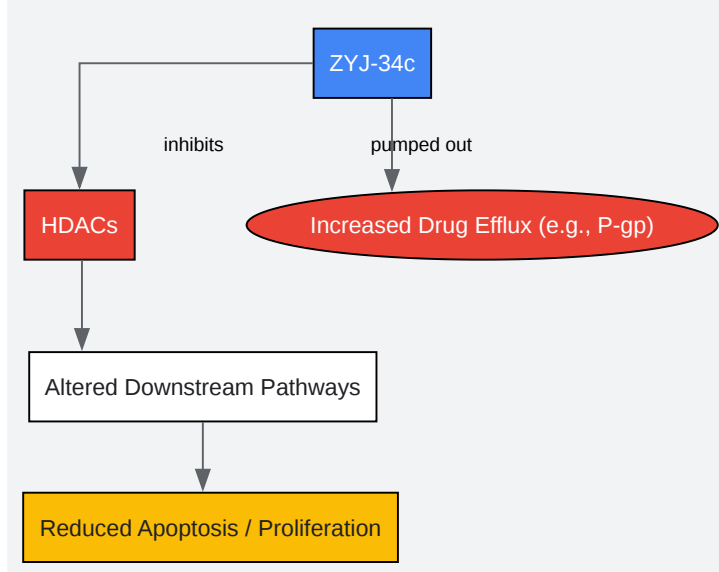 ZYJ-34c
inhibits
pumped out
HDACs
Increased Drug Efflux (e.g., P-gp)
Altered Downstream Pathways
Reduced Apoptosis / Proliferation